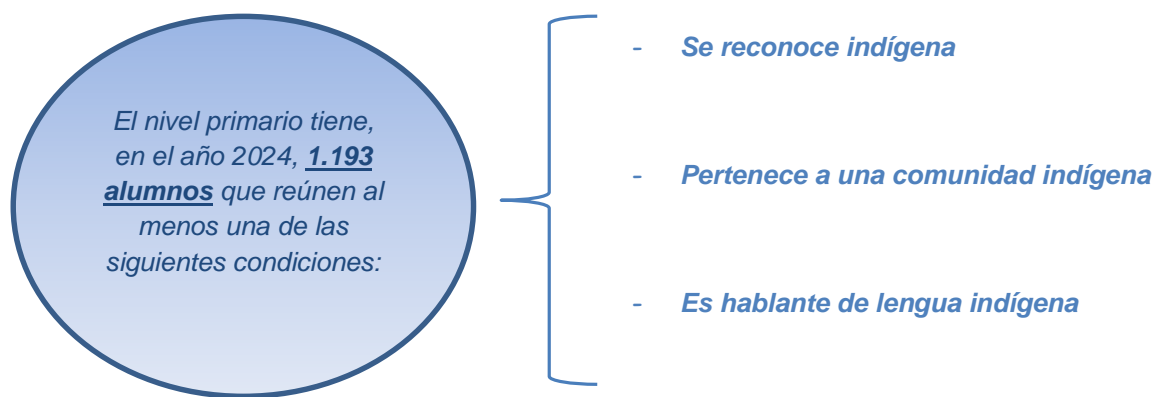 El nivel primario tiene,
en el año 2024, 1.193
alumnos que reúnen al
menos una de las
siguientes condiciones:
- Se reconoce indígena
- Pertenece a una comunidad indígena
- Es hablante de lengua indígena